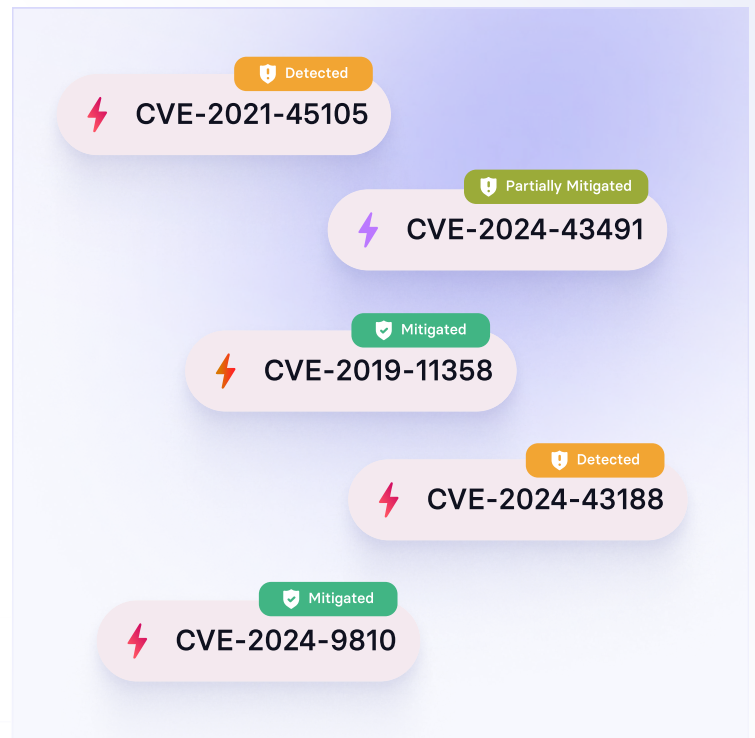 Detected
CVE-2021-45105
Partially Mitigated
CVE-2024-43491
Mitigated
CVE-2019-11358
Detected
CVE-2024-43188
Mitigated
CVE-2024-9810